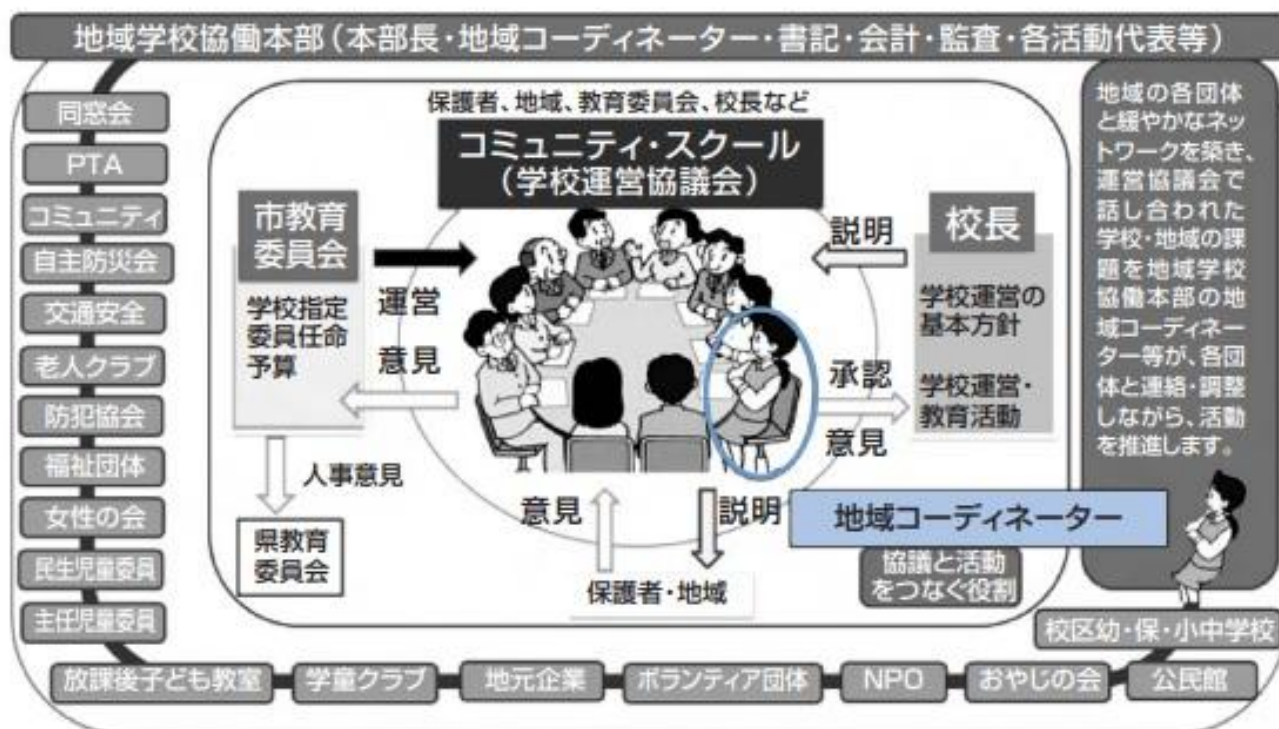 地域学校協働本部(本部長・地域コーディネーター・書記・会計・監査・各活動代表等)
同窓会
PTA
コミュニティ
自主防災会
交通安全
老人クラブ
防犯協会
福祉団体
女性の会
民生児童委員
主任児童委員
保護者、地域、教育委員会、校長など
コミュニティ・スクール
(学校運営協議会)
市教育
委員会
学校指定
委員任命
予算
運営
意見
人事意見
県教育
委員会
説明
校長
学校運営の
基本方針
学校運営・
教育活動
承認
意見
意見
説明
保護者・地域
地域コーディネーター
協議と活動
をつなぐ役割
地域の各団体
と緩やかなネッ
トワークを築き、
運営協議会で
話し合われた
学校・地域の課
題を地域学校
協働本部の地
域コーディネー
ター等が、各団
体と連絡・調整
しながら、活動
を推進します。
校区幼・保・小中学校
放課後子ども教室
学童クラブ
地元企業
ボランティア団体
NPO
おやじの会
公民館